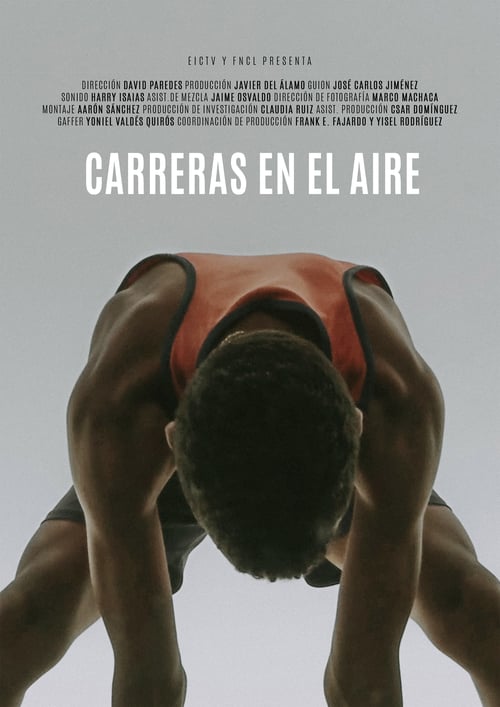 EICTV Y FNCL PRESENTA
DIRECCIÓN DAVID PAREDES PRODUCCIÓN JAVIER DEL ÁLAMO GUION JOSÉ CARLOS JIMÉNEZ
SONIDO HARRY ISAIAS ASIST. DE MEZCLA JAIME OSVALDO DIRECCIÓN DE FOTOGRAFÍA MARCO MACHACA
MONTAJE AARÓN SÁNCHEZ PRODUCCIÓN DE INVESTIGACIÓN CLAUDIA RUIZ ASIST. PRODUCCIÓN CSAR DOMÍNGUEZ
GAFFER YONIEL VALDÉS QUIRÓS COORDINACIÓN DE PRODUCCIÓN FRANK E. FAJARDO Y YISEL RODRÍGUEZ
CARRERAS EN EL AIRE